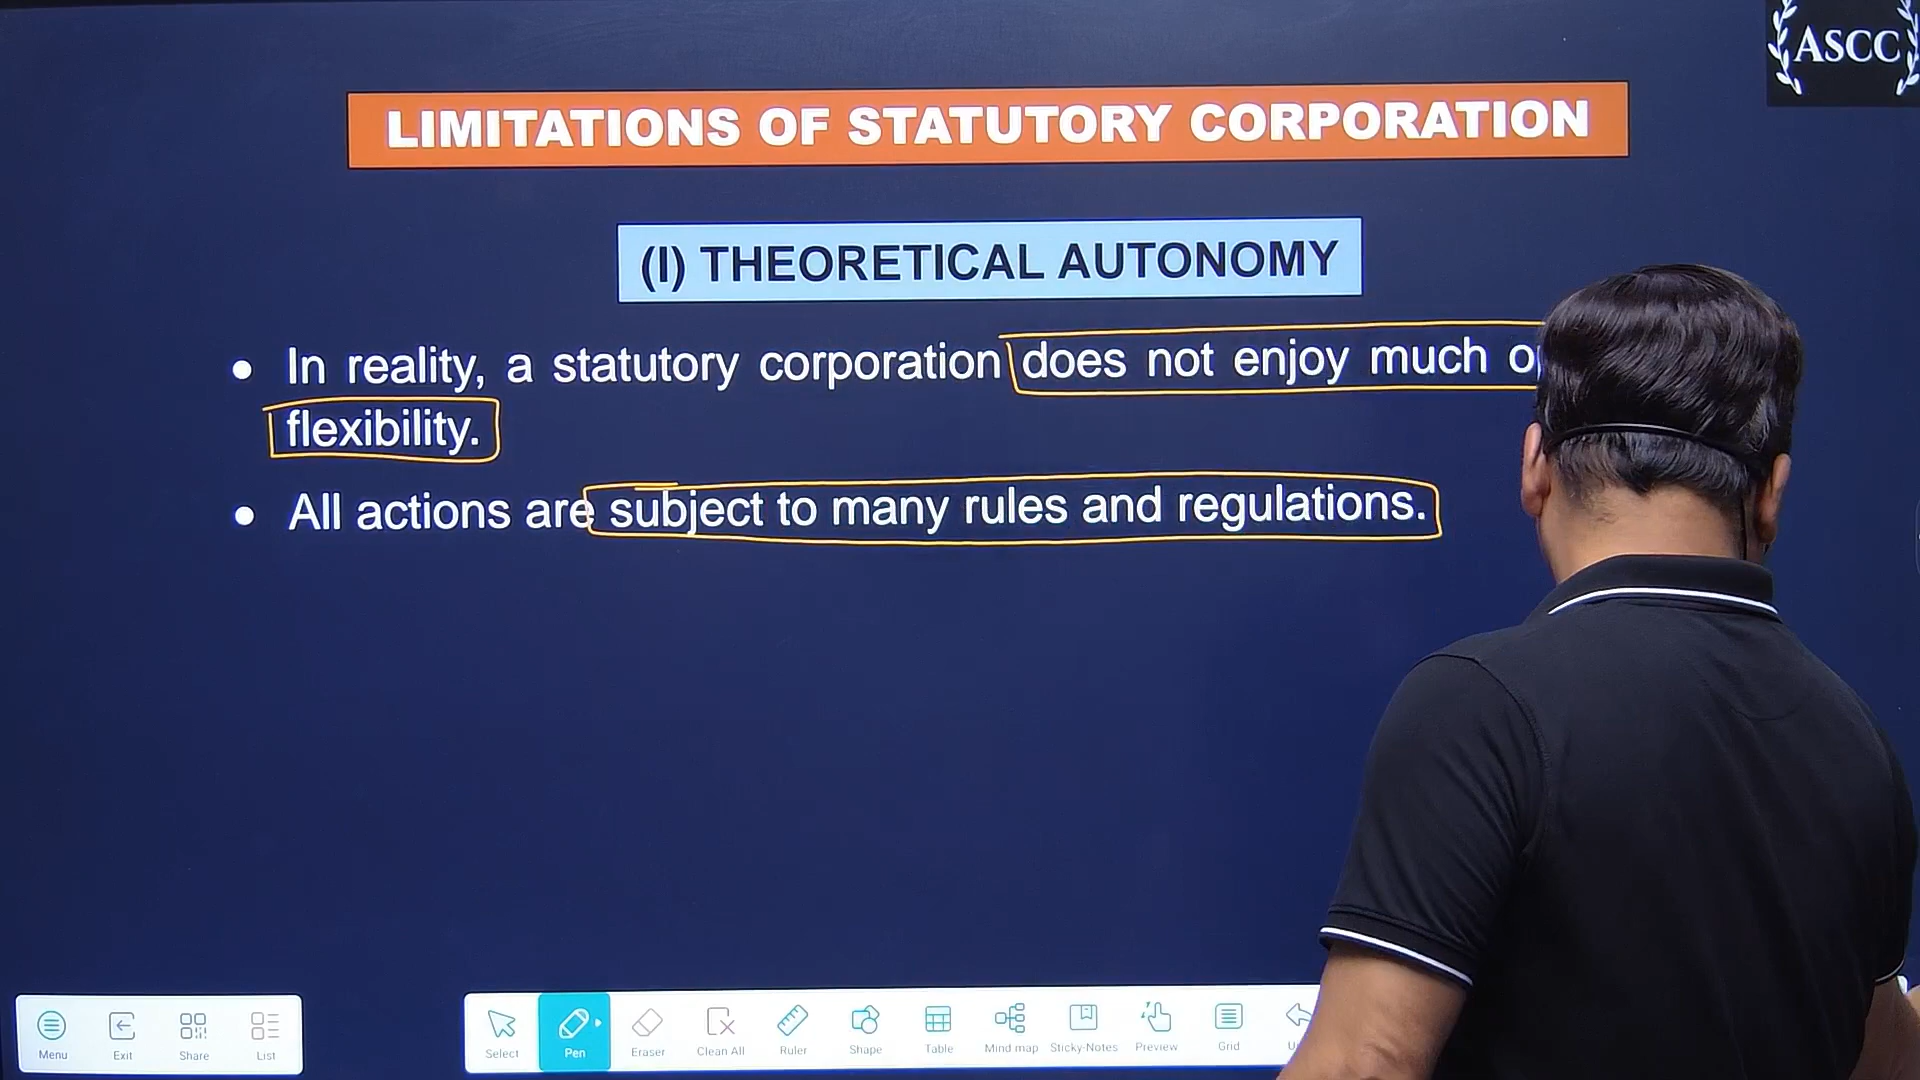 ASCC
LIMITATIONS OF STATUTORY CORPORATION
(I) THEORETICAL AUTONOMY
• In reality, a statutory corporation does not enjoy much
flexibility.
• All actions are subject to many rules and regulations.
Menu Exit Share List Select Pen Eraser Clean All Ruler Shape Table Mind map Sticky-Notes Preview Grid